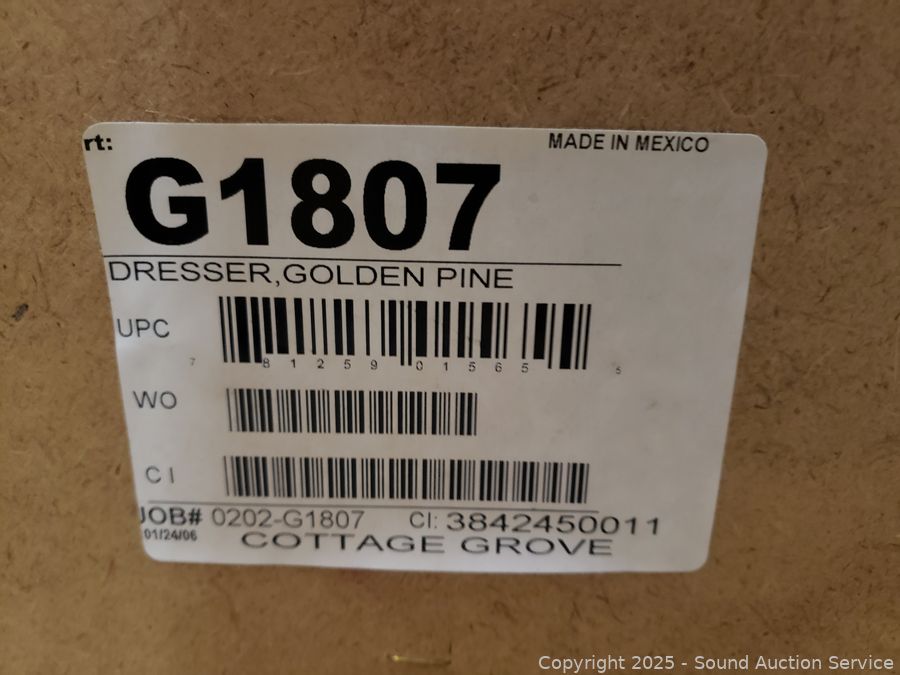 rt:
MADE IN MEXICO
G1807
DRESSER,GOLDEN PINE
UPC
7 81259 01565 5
WO
CI
JOB# 0202-G1807 CI: 3842450011
01/24/06 COTTAGE GROVE
Copyright 2025 - Sound Auction Service